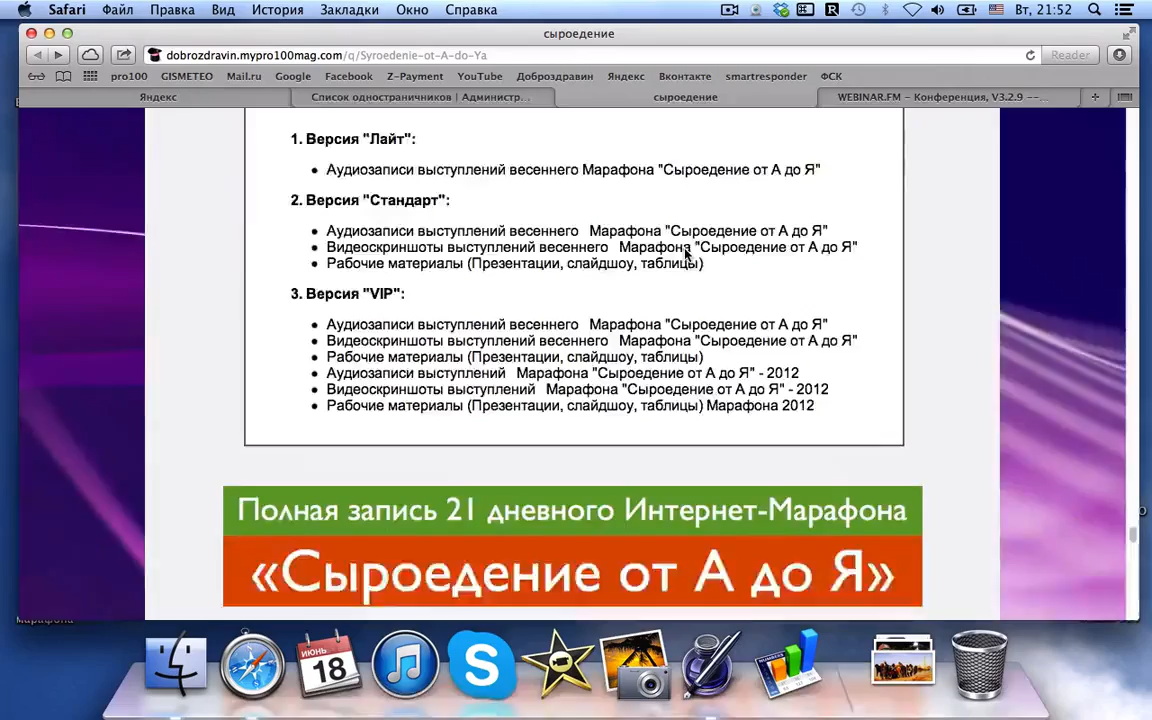 Safari Файл Правка Вид История Закладки Окно Справка Вт, 21:52
сыроедение
dobrozdravin.mypro100mag.com/q/Syroedenie-ot-A-do-Ya Reader
pro100 GISMETEO Mail.ru Google Facebook Z-Payment YouTube Доброздравин Яндекс Вконтакте smartresponder ФСК
Яндекс Список одностраничников | Администр... сыроедение WEBINAR.FM – Конференция, V3.2.9 --...
1. Версия "Лайт":
Аудиозаписи выступлений весеннего Марафона "Сыроедение от А до Я"
2. Версия "Стандарт":
Аудиозаписи выступлений весеннего Марафона "Сыроедение от А до Я"
Видеоскриншоты выступлений весеннего Марафона "Сыроедение от А до Я"
Рабочие материалы (Презентации, слайдшоу, таблицы)
3. Версия "VIP":
Аудиозаписи выступлений весеннего Марафона "Сыроедение от А до Я"
Видеоскриншоты выступлений весеннего Марафона "Сыроедение от А до Я"
Рабочие материалы (Презентации, слайдшоу, таблицы)
Аудиозаписи выступлений Марафона "Сыроедение от А до Я" - 2012
Видеоскриншоты выступлений Марафона "Сыроедение от А до Я" - 2012
Рабочие материалы (Презентации, слайдшоу, таблицы) Марафона 2012
Полная запись 21 дневного Интернет-Марафона
«Сыроедение от А до Я»
ИЮНЬ
18
NUMBERS